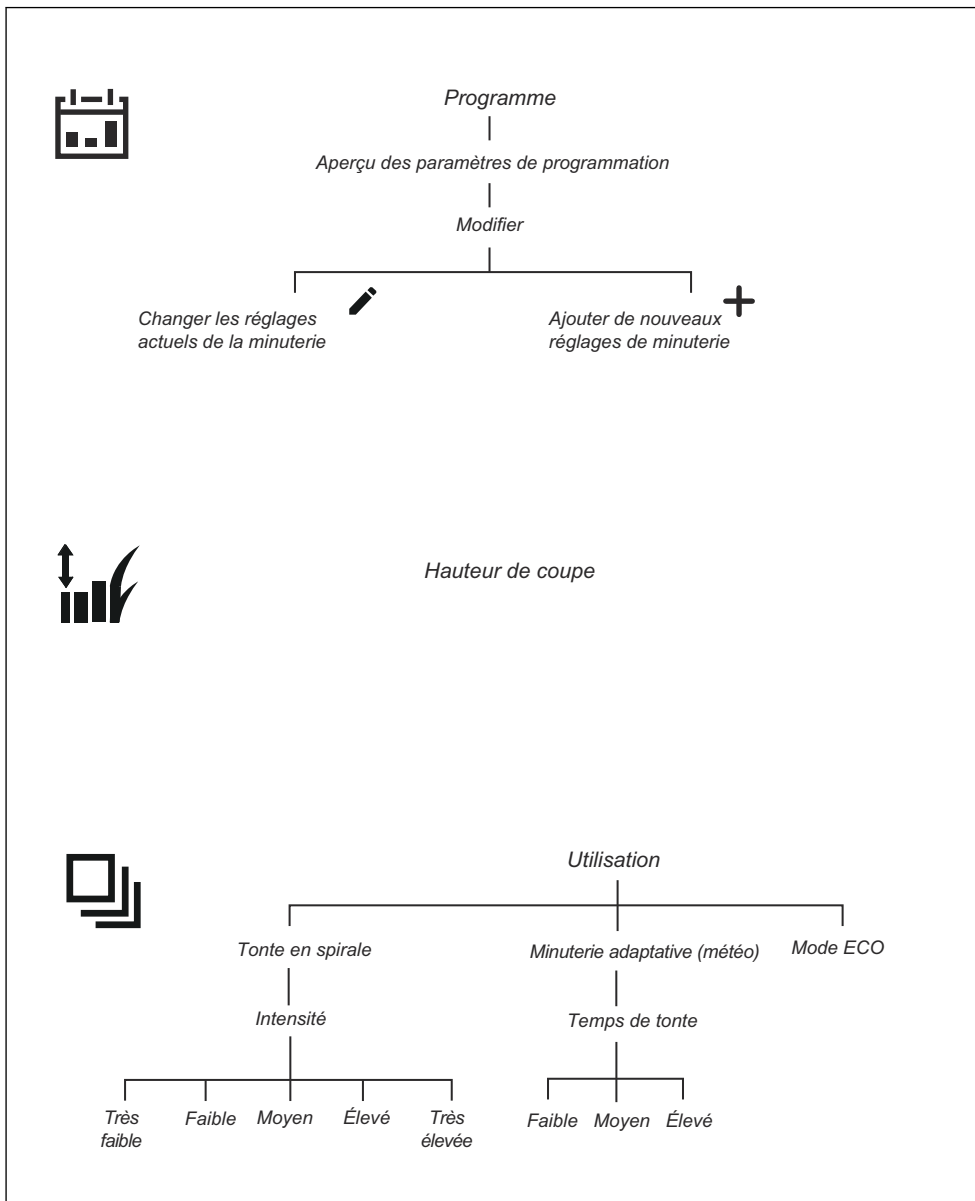 Programme
Aperçu des paramètres de programmation
Modifier
Changer les réglages
actuels de la minuterie
Ajouter de nouveaux
réglages de minuterie
Hauteur de coupe
Utilisation
Tonte en spirale
Minuterie adaptative (météo)
Mode ECO
Intensité
Temps de tonte
Très
faible
Faible
Moyen
Élevé
Très
élevée
Faible
Moyen
Élevé